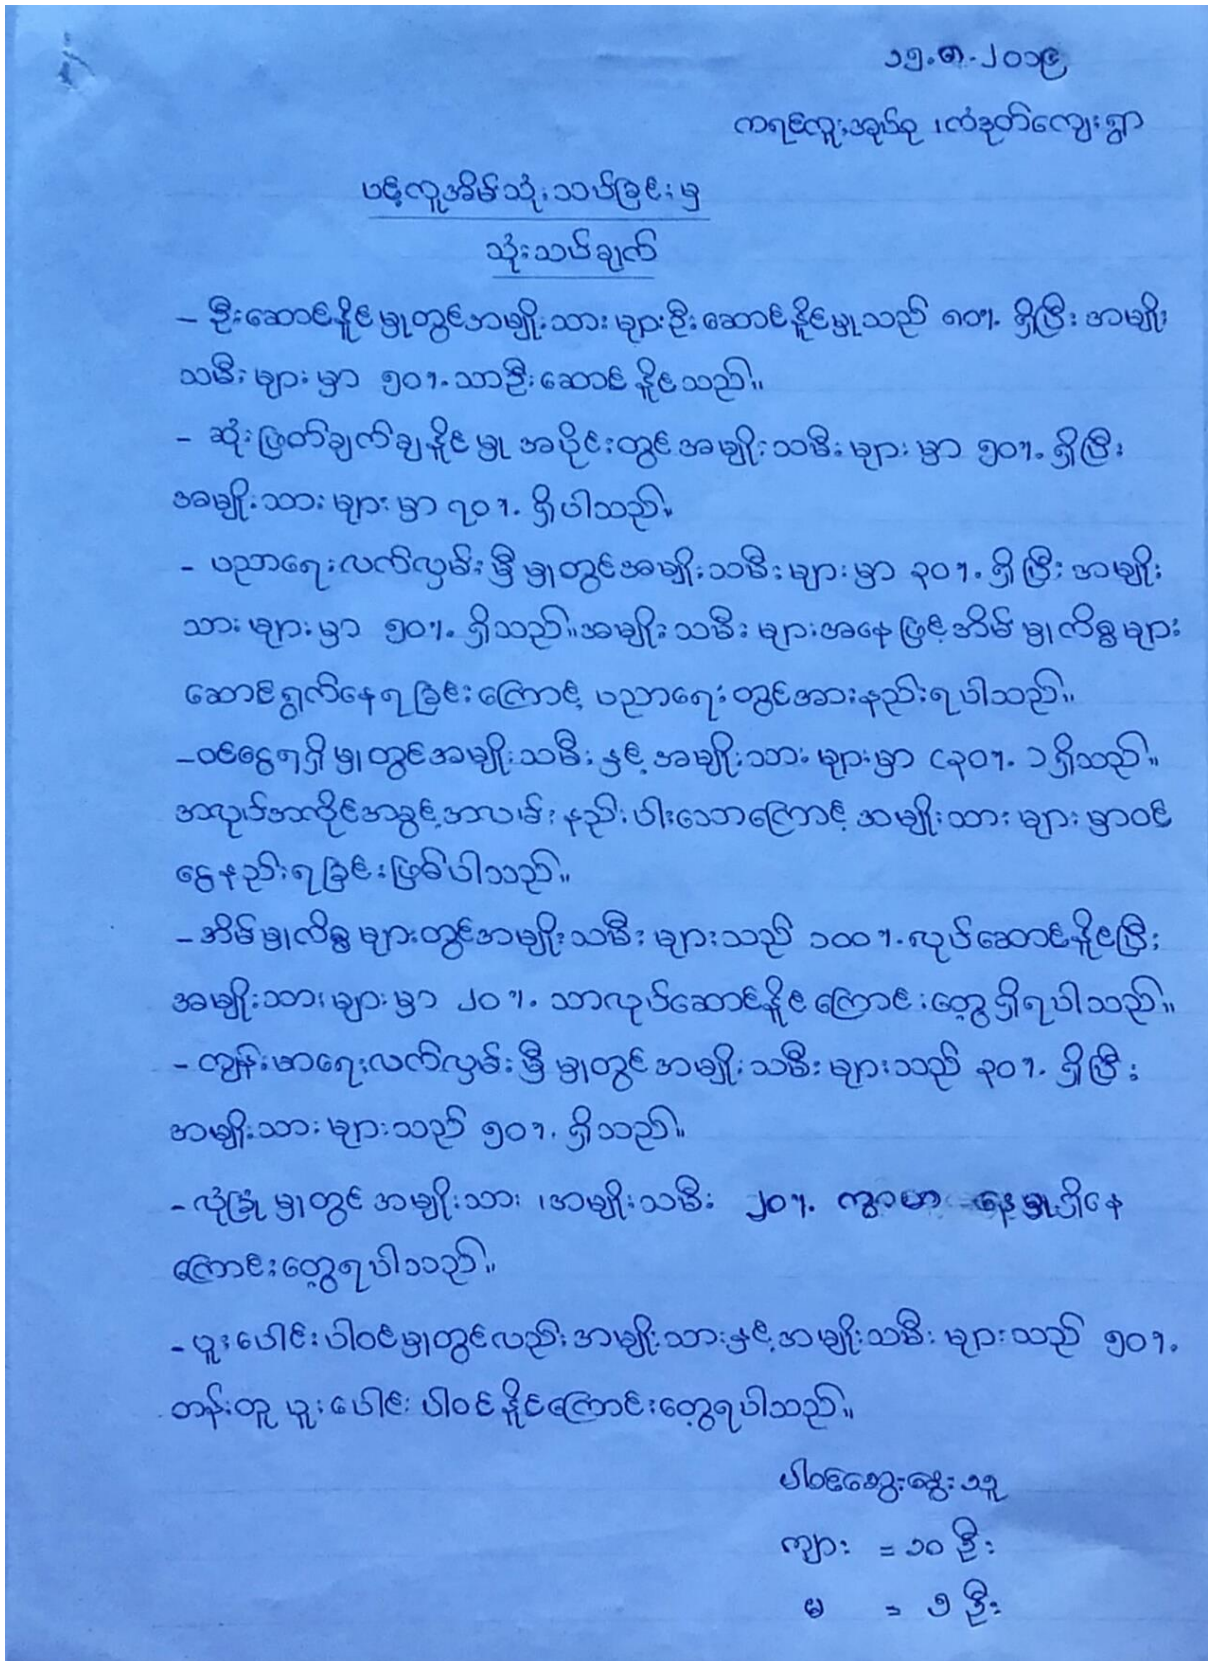 ၁၅.၈.၂၀၁၉
ကရင်ကူးအုပ်စု ၊ကံဒုတ်ကျေးရွာ
ပင့်ကူအိမ်သုံးသပ်ခြင်းမှ
သုံးသပ်ချက်
- ဦးဆောင်နိူင်မှုတွင်အမျိုးသားများဦးဆောင်နိူင်မှုသည် ၈၀%. ရှိပြီး အမျိုး
သမီးများမှာ ၅၀%.သာဦးဆောင်နိူင်သည်။
- ဆုံးဖြတ်ချက်ချနိူင်မှု အပိုင်းတွင်အမျိုးသမီးများမှာ ၅၀%. ရှိပြီး
အမျိုးသားများမှာ ၇၀%. ရှိပါသည်။
- ပညာရေးလက်လှမ်းမှီမှုတွင်အမျိုးသမီးများမှာ ၃၀%. ရှိပြီး အမျိုး
သားများမှာ ၅၀%. ရှိသည်။အမျိုးသမီးများအနေဖြင့်အိမ်မှုကိစ္စများ
ဆောင်ရွက်နေရခြင်းကြောင့် ပညာရေးတွင်အားနည်းရပါသည်။
-ဝင်ငွေရရှိမှုတွင်အမျိုးသမီးနှင့်အမျိုးသားများမှာ (၃၀%.)ရှိသည်။
အလုပ်အကိုင်အခွင့်အလမ်းနည်းပါးသောကြောင့် အမျိုးသားများမှာဝင်
ငွေနည်းရခြင်းဖြစ်ပါသည်။
-အိမ်မှုကိစ္စများတွင်အမျိုးသမီးများသည် ၁၀၀%.လုပ်ဆောင်နိူင်ပြီး
အမျိုးသားများမှာ ၂၀%. သာလုပ်ဆောင်နိူင်ကြောင်းတွေ့ရှိရပါသည်။
- ကျွန်းမာရေးလက်လှမ်းမှီမှုတွင်အမျိုးသမီးများသည် ၃၀%. ရှိပြီး
အမျိုးသားများသည် ၅၀%. ရှိသည်။
- လုံခြုံမှုတွင်အမျိုးသား ၊အမျိုးသမီး ၂၀%. ကွာဟ နေမှုရှိနေ
ကြောင်းတွေ့ရပါသည်။
- ပူးပေါင်းပါဝင်မှုတွင်လည်းအမျိုးသားနှင့်အမျိုးသမီးများသည် ၅၀%.
တန်းတူ ပူးပေါင်းပါဝင်နိူင်ကြောင်းတွေ့ရပါသည်။
ပါဝင်ဆွေးနွေးသူ
ကျား = ၁၀ ဦး
မ = ၅ ဦး